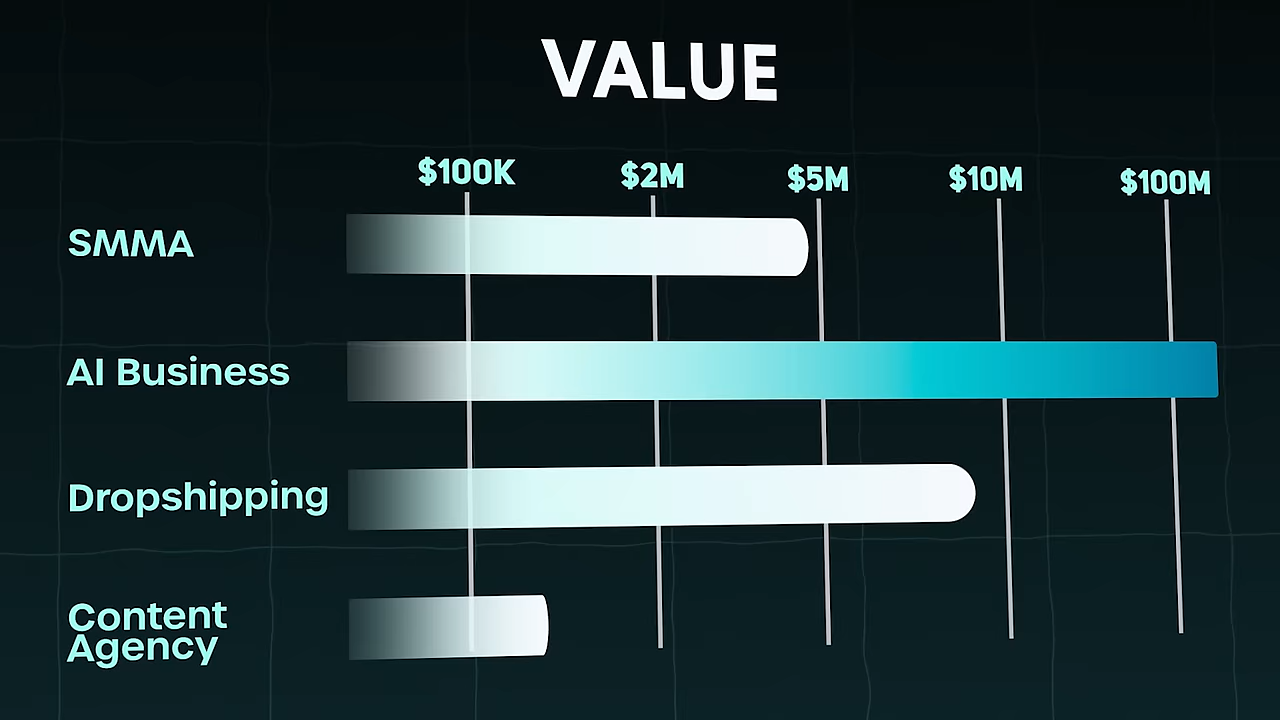 VALUE
$100K $2M $5M $10M $100M
SMMA
AI Business
Dropshipping
Content
Agency